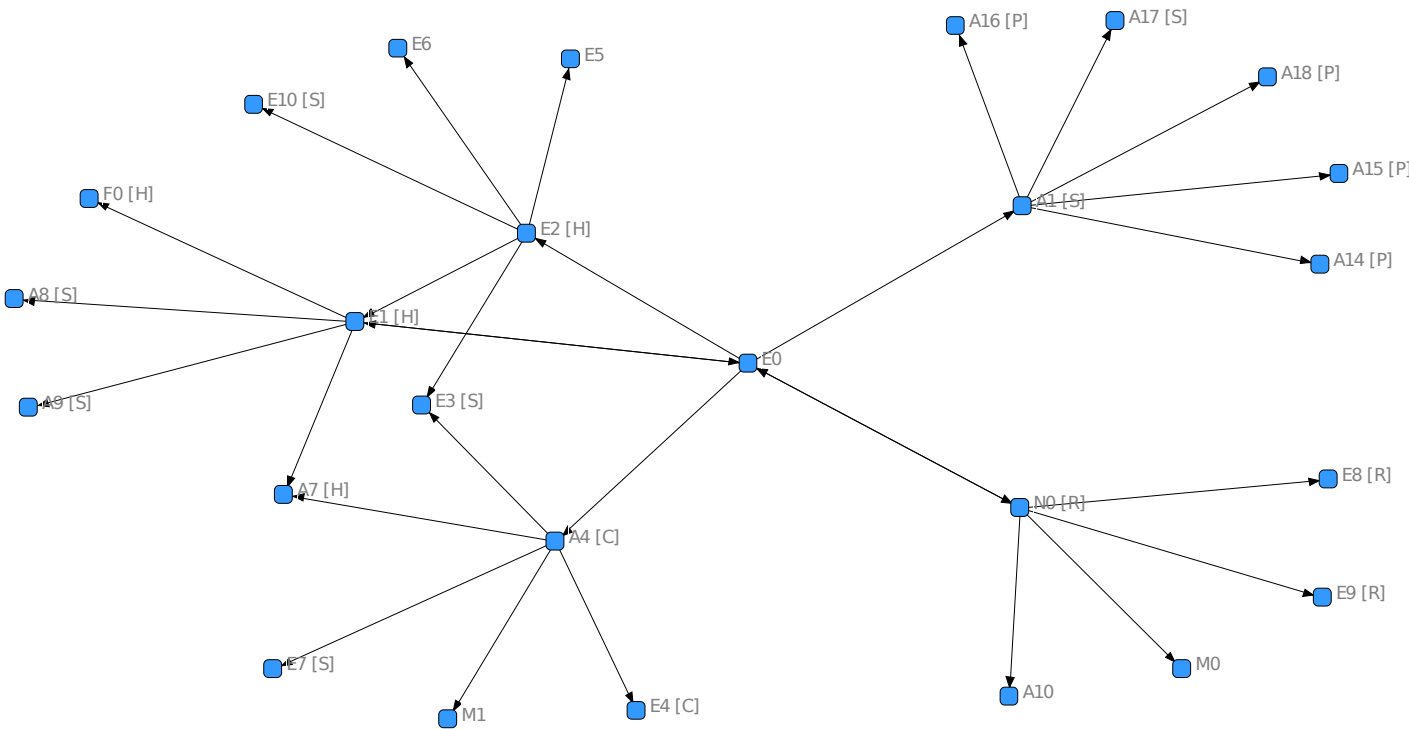 A16 [P]
A17 [S]
E6
E5
A18 [P]
E10 [S]
A15 [P]
F0 [H]
A1 [S]
E2 [H]
A14 [P]
A8 [S]
E1 [H]
E0
A9 [S]
E3 [S]
E8 [R]
A7 [H]
N0 [R]
A4 [C]
E9 [R]
E7 [S]
M0
A10
E4 [C]
M1